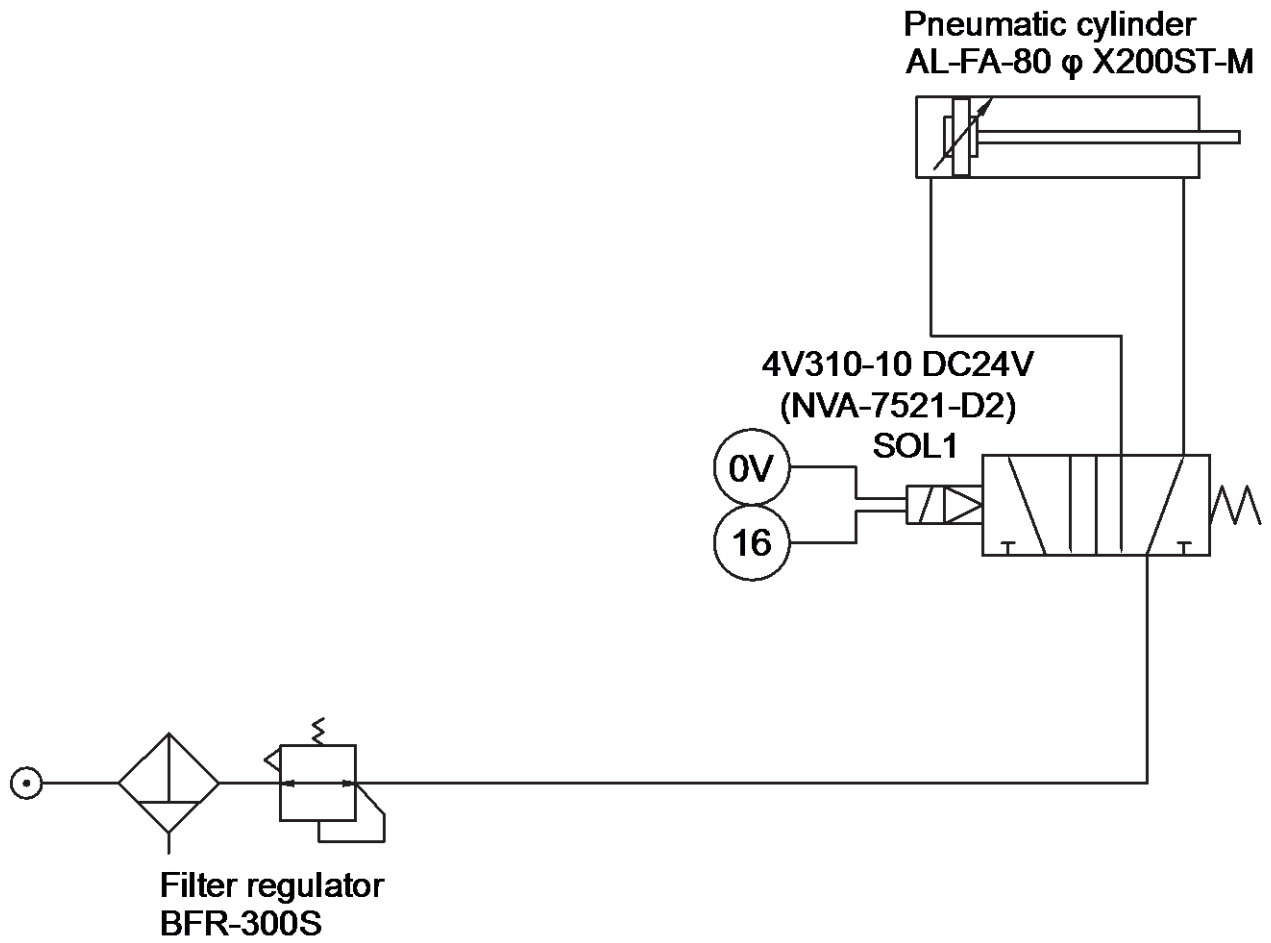 Pneumatic cylinder
AL-FA-80 φ X200ST-M
4V310-10 DC24V
(NVA-7521-D2)
SOL1
0V
16
Filter regulator
BFR-300S